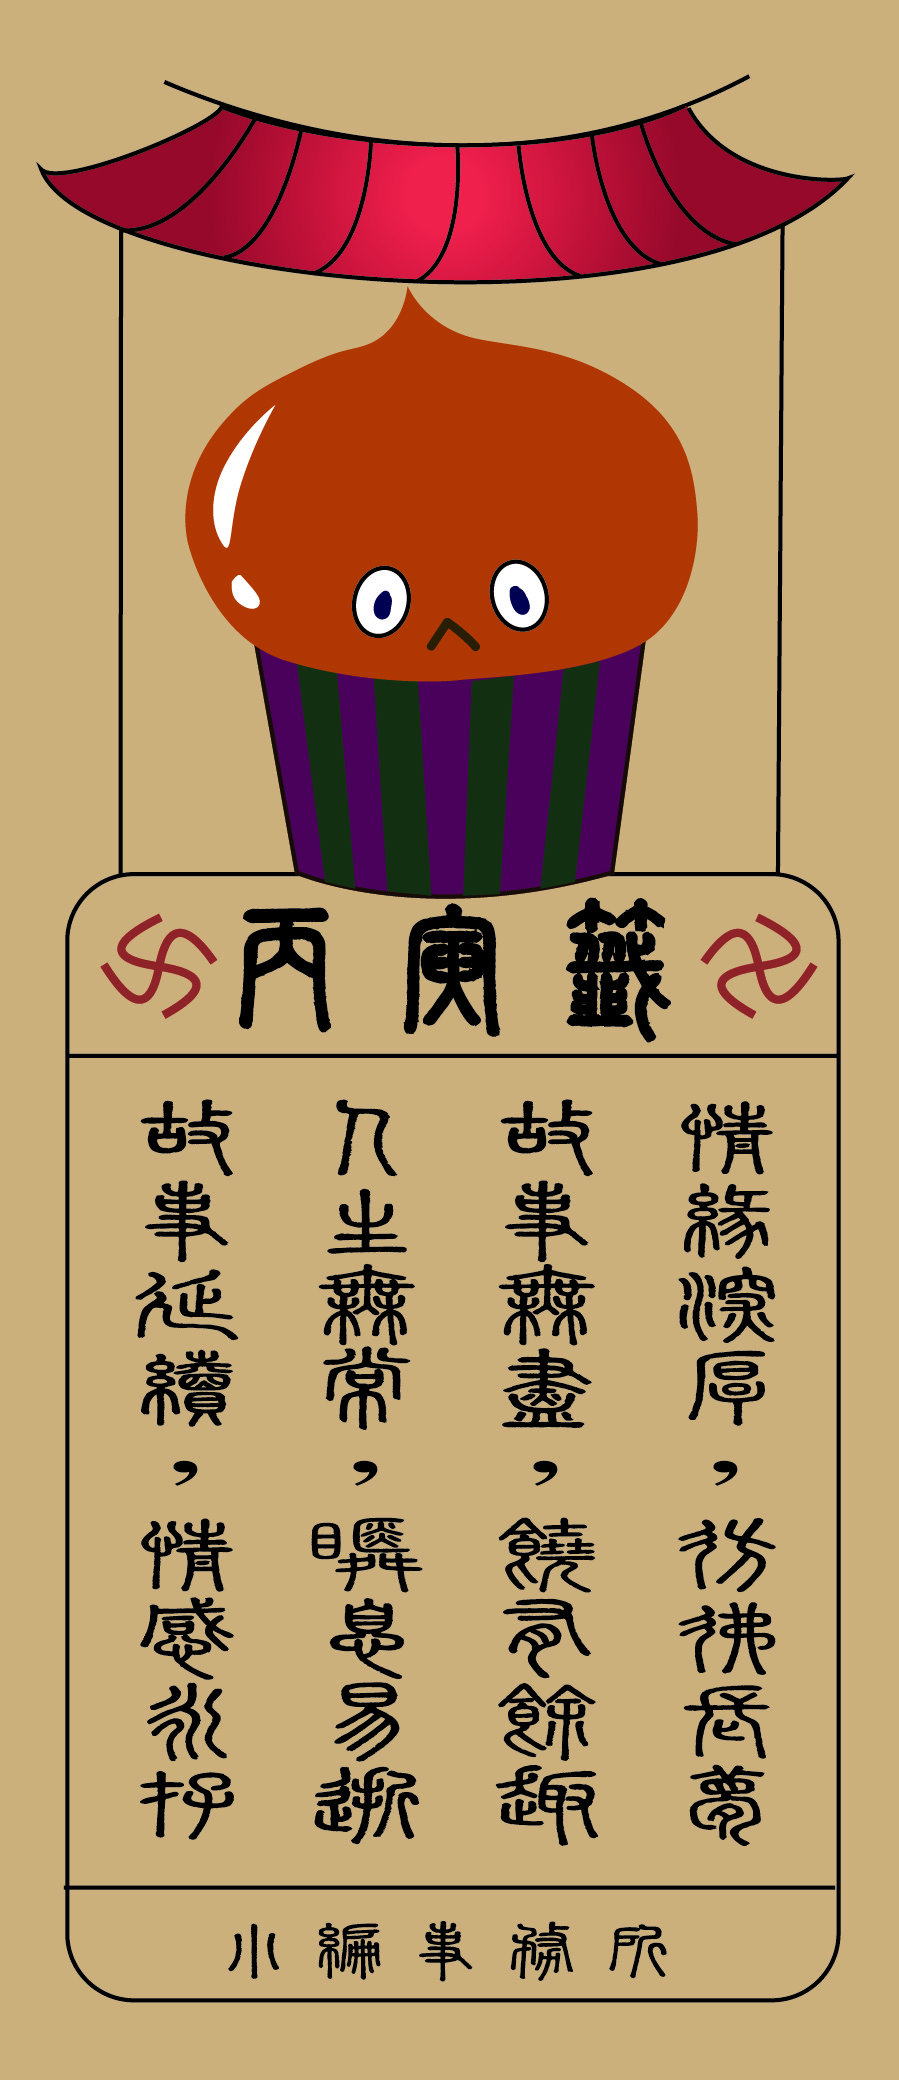 丙寅籤
情緣深厚，彷彿夢
故事無盡，饒有餘趣
人生無常，瞬息易逝
故事延續，情感永存
小編事務所